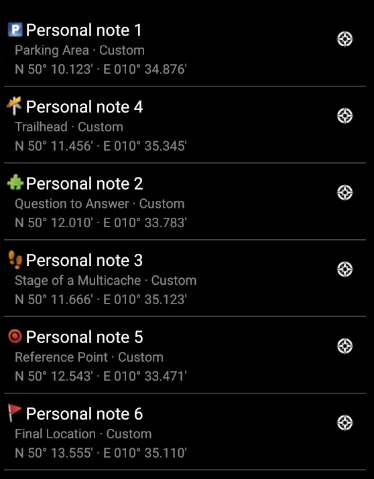 P
Personal note 1
Parking Area · Custom
N 50° 10.123' · E 010° 34.876'
Personal note 4
Trailhead · Custom
N 50° 11.456' · E 010° 35.345'
Personal note 2
Question to Answer · Custom
N 50° 12.010' · E 010° 33.783'
Personal note 3
Stage of a Multicache · Custom
N 50° 11.666' · E 010° 35.123'
Personal note 5
Reference Point · Custom
N 50° 12.543' · E 010° 33.471'
Personal note 6
Final Location · Custom
N 50° 13.555' · E 010° 35.110'